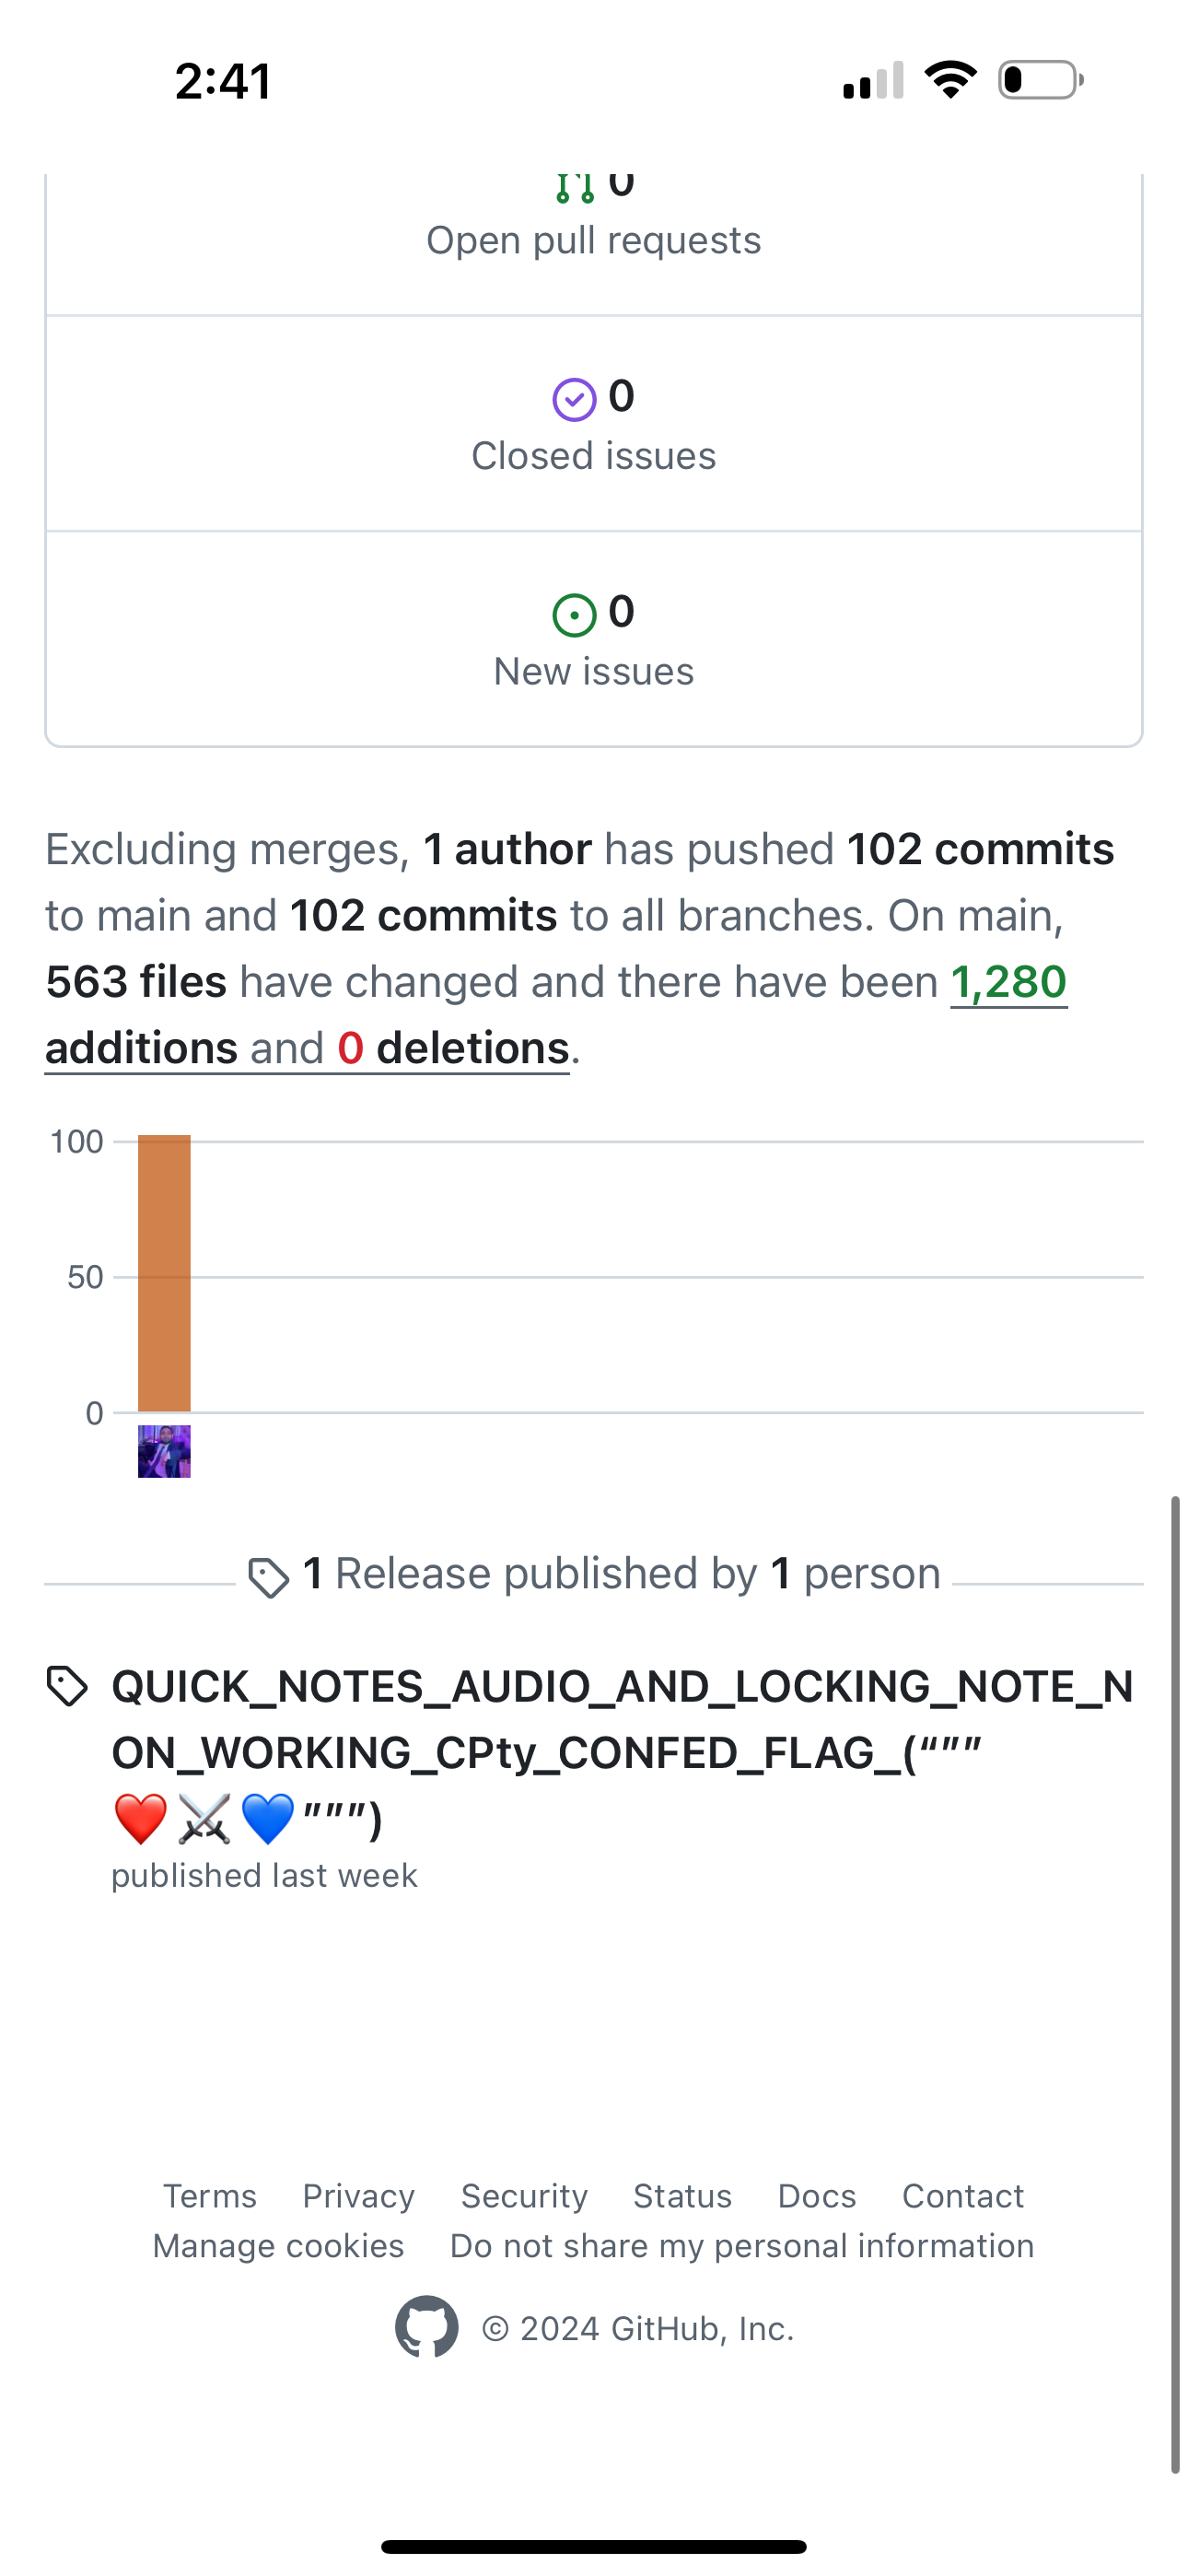 2:41
0
Open pull requests
0
Closed issues
0
New issues
Excluding merges, 1 author has pushed 102 commits
to main and 102 commits to all branches. On main,
563 files have changed and there have been 1,280
additions and 0 deletions.
100
50
0
1 Release published by 1 person
QUICK_NOTES_AUDIO_AND_LOCKING_NOTE_N
ON_WORKING_CPty_CONFED_FLAG_(“””
❤️⚔️💙”””)
published last week
Terms Privacy Security Status Docs Contact
Manage cookies Do not share my personal information
© 2024 GitHub, Inc.